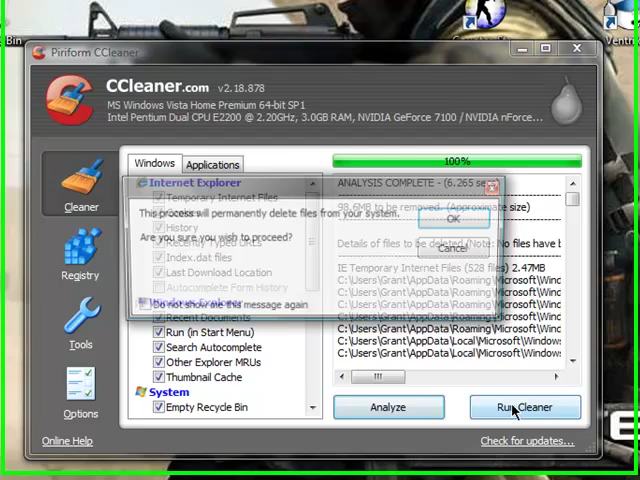 Bin
Piriform CCleaner
CCleaner.com v2.18.878
MS Windows Vista Home Premium 64-bit SP1
Intel Pentium Dual CPU E2200 @ 2.20GHz, 3.0GB RAM, NVIDIA GeForce 7100 / NVIDIA nForce...
Cleaner
Registry
Tools
Options
Windows
Applications
Internet Explorer
Temporary Internet Files
This process will permanently delete files from your system.
History
Are you sure you wish to proceed?
Index.dat files
Last Download Location
Autocomplete Form History
Do not show me this message again
OK
Cancel
Recent Documents
Run (in Start Menu)
Search Autocomplete
Other Explorer MRUs
Thumbnail Cache
System
Empty Recycle Bin
100%
ANALYSIS COMPLETE - (6.265 secs)
98.6MB to be removed. (Approximate size)
Details of files to be deleted (Note: No files have b
IE Temporary Internet Files (528 files) 2.47MB
C:\Users\Grant\AppData\Roaming\Microsoft\Winc
C:\Users\Grant\AppData\Roaming\Microsoft\Winc
C:\Users\Grant\AppData\Roaming\Microsoft\Winc
C:\Users\Grant\AppData\Roaming\Microsoft\Winc
C:\Users\Grant\AppData\Local\Microsoft\Window
C:\Users\Grant\AppData\Local\Microsoft\Window
Analyze
Run Cleaner
Online Help
Check for updates...